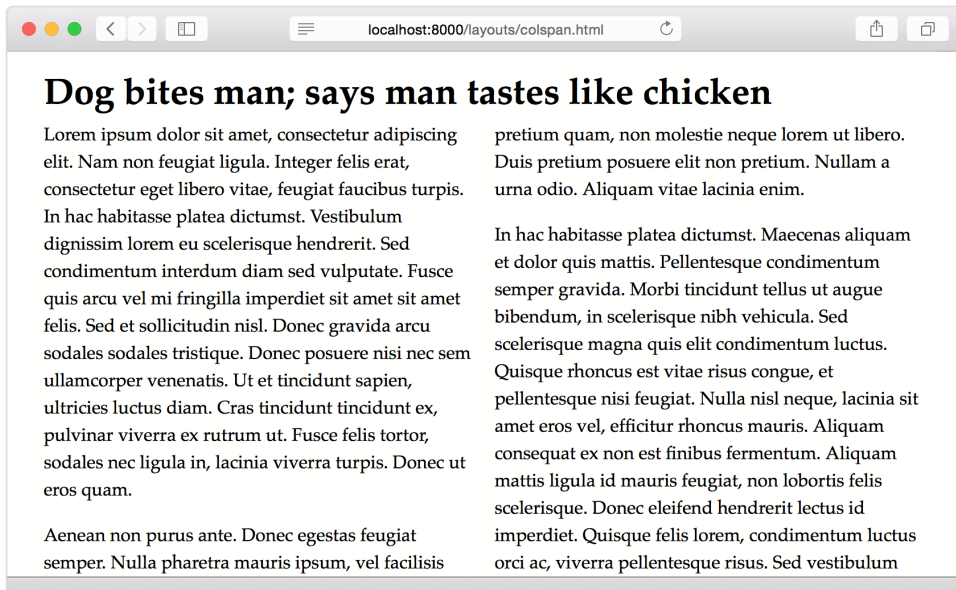 localhost:8000/layouts/colspan.html
Dog bites man; says man tastes like chicken
Lorem ipsum dolor sit amet, consectetur adipiscing
elit. Nam non feugiat ligula. Integer felis erat,
consectetur eget libero vitae, feugiat faucibus turpis.
In hac habitasse platea dictumst. Vestibulum
dignissim lorem eu scelerisque hendrerit. Sed
condimentum interdum diam sed vulputate. Fusce
quis arcu vel mi fringilla imperdiet sit amet sit amet
felis. Sed et sollicitudin nisl. Donec gravida arcu
sodales sodales tristique. Donec posuere nisi nec sem
ullamcorper venenatis. Ut et tincidunt sapien,
ultricies luctus diam. Cras tincidunt tincidunt ex,
pulvinar viverra ex rutrum ut. Fusce felis tortor,
sodales nec ligula in, lacinia viverra turpis. Donec ut
eros quam.
Aenean non purus ante. Donec egestas feugiat
semper. Nulla pharetra mauris ipsum, vel facilisis
pretium quam, non molestie neque lorem ut libero.
Duis pretium posuere elit non pretium. Nullam a
urna odio. Aliquam vitae lacinia enim.
In hac habitasse platea dictumst. Maecenas aliquam
et dolor quis mattis. Pellentesque condimentum
semper gravida. Morbi tincidunt tellus ut augue
bibendum, in scelerisque nibh vehicula. Sed
scelerisque magna quis elit condimentum luctus.
Quisque rhoncus est vitae risus congue, et
pellentesque nisi feugiat. Nulla nisl neque, lacinia sit
amet eros vel, efficitur rhoncus mauris. Aliquam
consequat ex non est finibus fermentum. Aliquam
mattis ligula id mauris feugiat, non lobortis felis
scelerisque. Donec eleifend hendrerit lectus id
imperdiet. Quisque felis lorem, condimentum luctus
orci ac, viverra pellentesque risus. Sed vestibulum